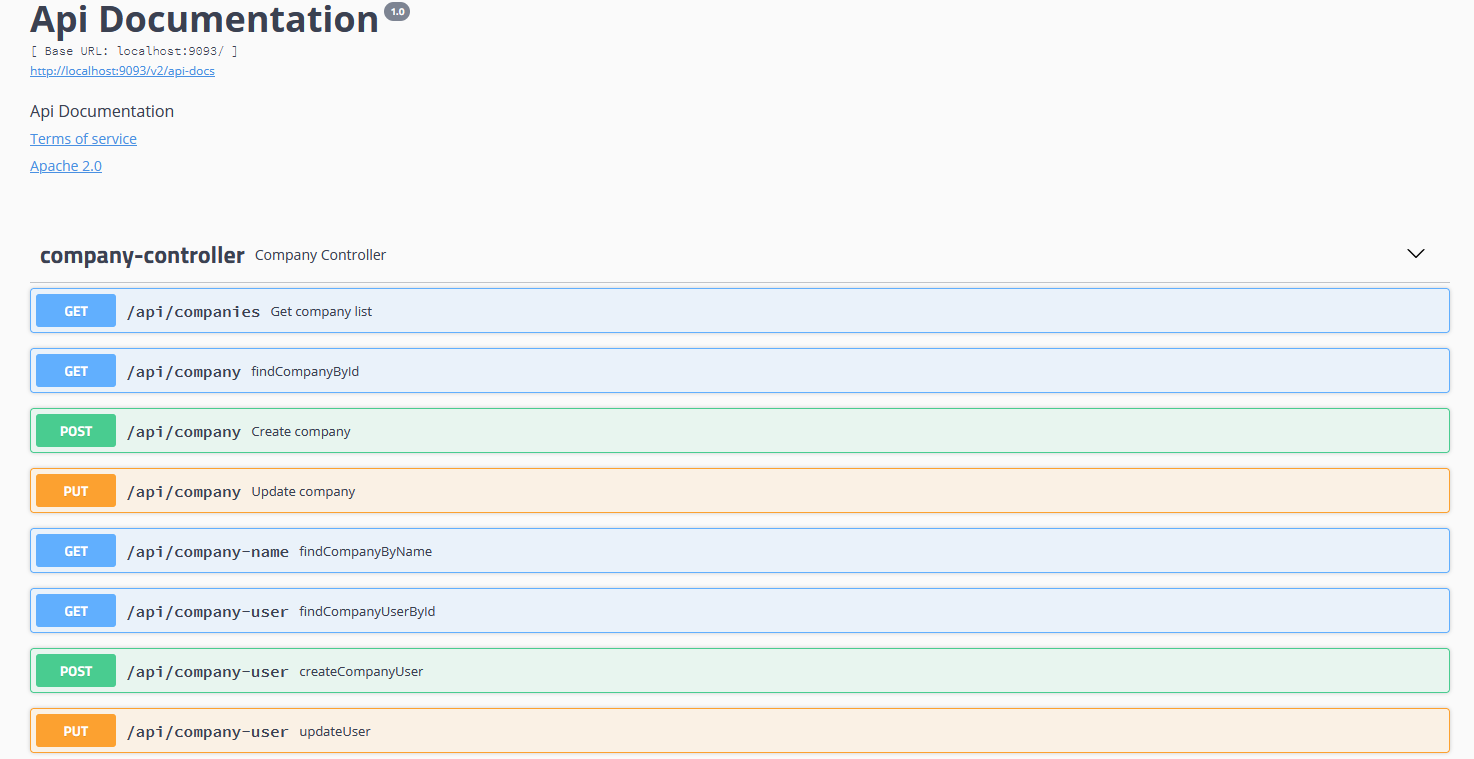 Api Documentation 1.0
[ Base URL: localhost:9093/ ]
http://localhost:9093/v2/api-docs
Api Documentation
Terms of service
Apache 2.0
company-controller Company Controller
GET /api/companies Get company list
GET /api/company findCompanyById
POST /api/company Create company
PUT /api/company Update company
GET /api/company-name findCompanyByName
GET /api/company-user findCompanyUserById
POST /api/company-user createCompanyUser
PUT /api/company-user updateUser